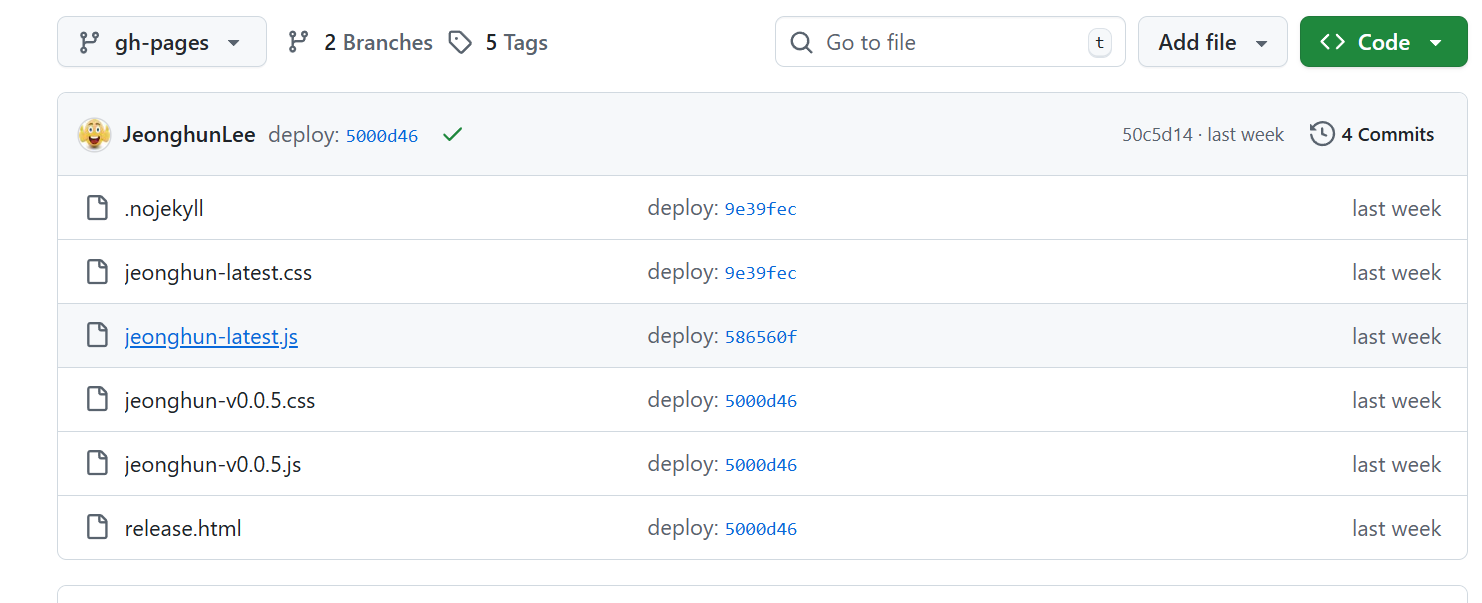 gh-pages 2 Branches 5 Tags Go to file t Add file Code
JeonghunLee deploy: 5000d46 50c5d14 · last week 4 Commits
.nojekyll deploy: 9e39fec last week
jeonghun-latest.css deploy: 9e39fec last week
jeonghun-latest.js deploy: 586560f last week
jeonghun-v0.0.5.css deploy: 5000d46 last week
jeonghun-v0.0.5.js deploy: 5000d46 last week
release.html deploy: 5000d46 last week